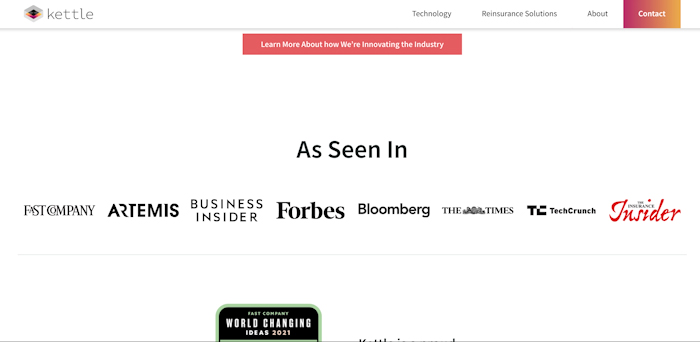 kettle
Technology
Reinsurance Solutions
About
Contact
Learn More About how We're Innovating the Industry
As Seen In
FAST COMPANY
ARTEMIS
BUSINESS
INSIDER
Forbes
Bloomberg
THE TIMES
TC TechCrunch
THE
INSURANCE
Insider
FAST COMPANY
WORLD CHANGING
IDEAS 2021